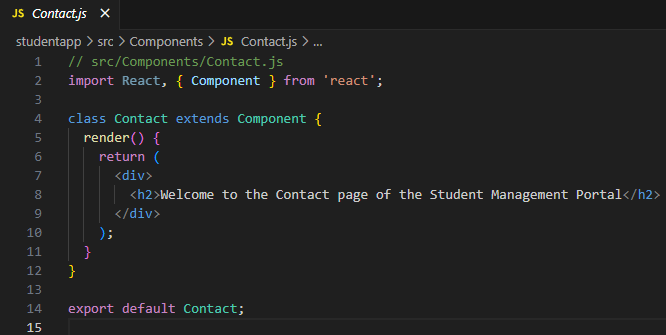 JS Contact.js ×
studentapp > src > Components > JS Contact.js > ...
1 // src/Components/Contact.js
2 import React, { Component } from 'react';
3
4 class Contact extends Component {
5   render() {
6     return (
7       <div>
8         <h2>Welcome to the Contact page of the Student Management Portal</h2>
9       </div>
10     );
11   }
12 }
13
14 export default Contact;
15